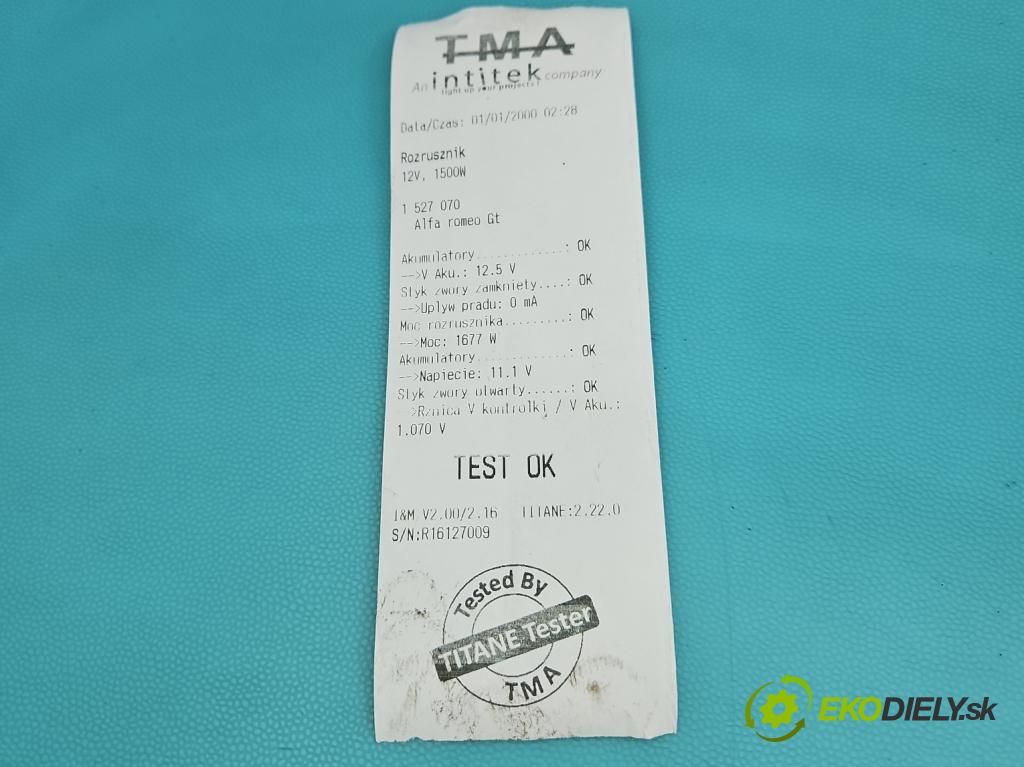 TMA
An intitek company
light up your projects!
Data/Czas: 01/01/2000 02:28
Rozrusznik
12V, 1500W
1 527 070
Alfa romeo Gt
Akumulatory.............: OK
-->V Aku.: 12.5 V
Styk zwory zamkniety....: OK
-->Uplyw pradu: 0 mA
Moc rozrusznika.........: OK
-->Moc: 1677 W
Akumulatory.............: OK
-->Napiecie: 11.1 V
Styk zwory otwarty......: OK
-->Rznica V kontrolki / V Aku.:
1.070 V
TEST OK
I&M V2.00/2.16 TITANE:2.22.0
S/N:R16127009
Tested By
TITANE Tester
TMA
EKODIELY.sk